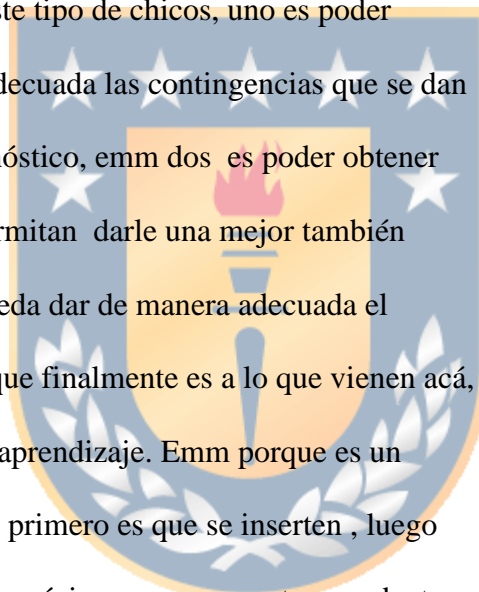 ste tipo de chicos, uno es poder
decuada las contingencias que se dan
nóstico, emm dos es poder obtener
rmitan darle una mejor también
eda dar de manera adecuada el
que finalmente es a lo que vienen acá,
aprendizaje. Emm porque es un
primero es que se inserten , luego